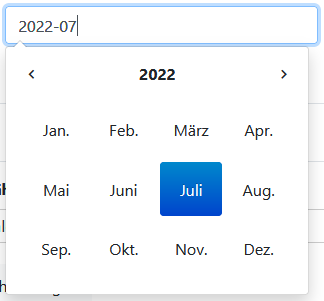 2022-07
2022
Jan. Feb. März Apr.
Mai Juni Juli Aug.
Sep. Okt. Nov. Dez.